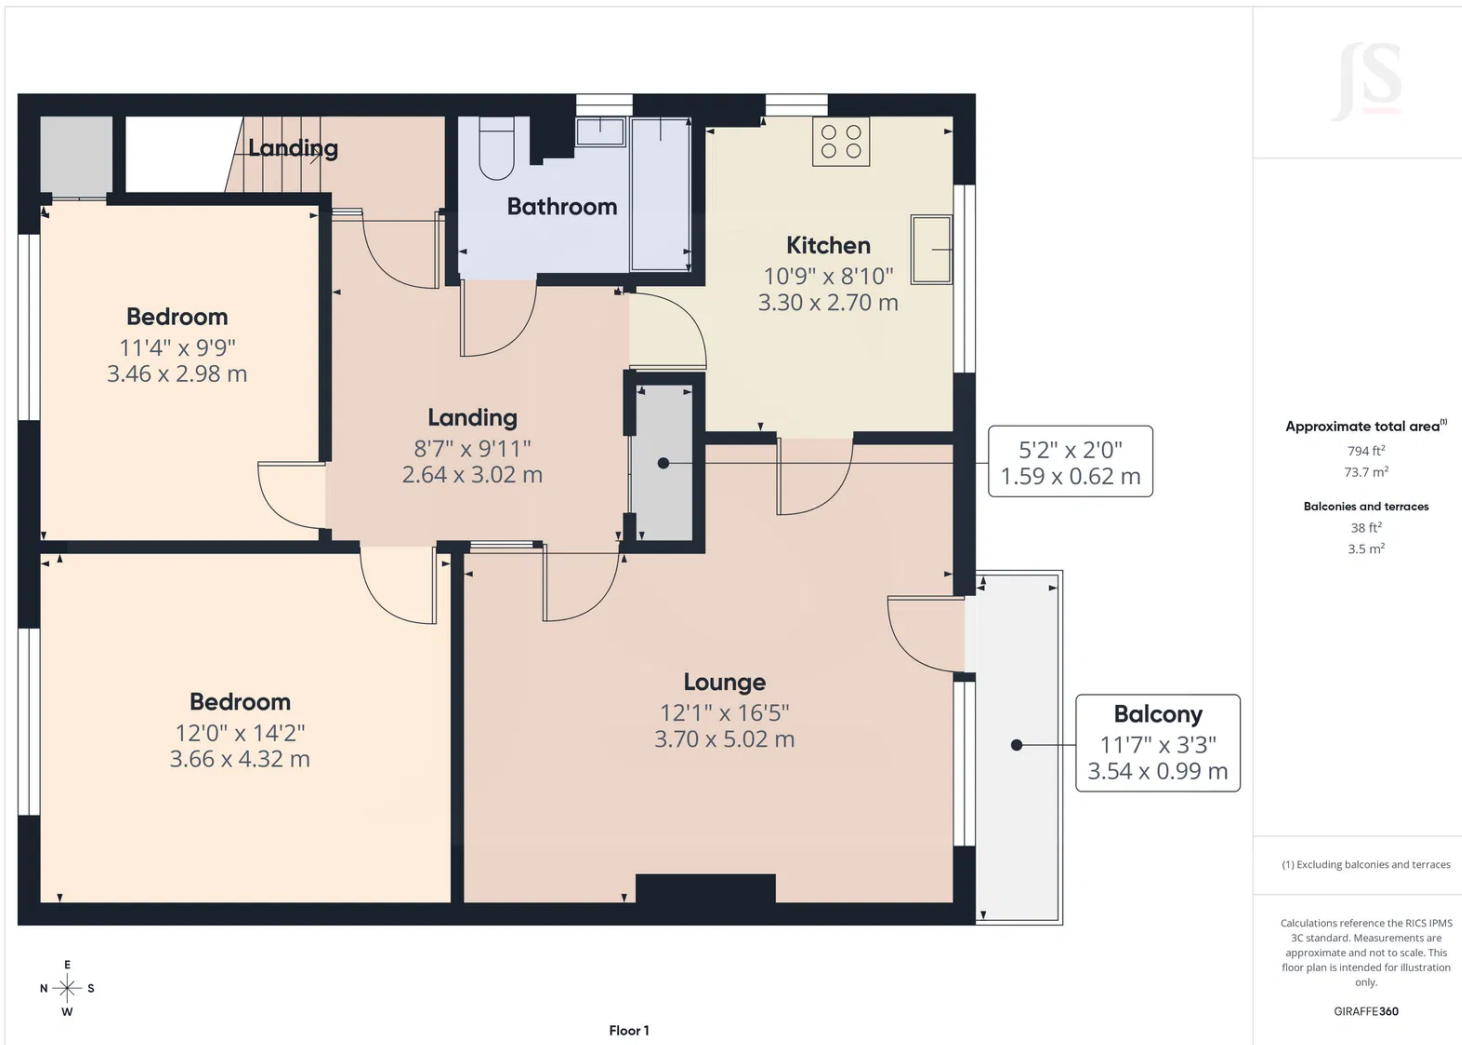 JS
Landing
Bathroom
Kitchen
10'9" x 8'10"
3.30 x 2.70 m
Bedroom
11'4" x 9'9"
3.46 x 2.98 m
Landing
8'7" x 9'11"
2.64 x 3.02 m
5'2" x 2'0"
1.59 x 0.62 m
Bedroom
12'0" x 14'2"
3.66 x 4.32 m
Lounge
12'1" x 16'5"
3.70 x 5.02 m
Balcony
11'7" x 3'3"
3.54 x 0.99 m
E
N S
W
Floor 1
Approximate total area(1)
794 ft²
73.7 m²
Balconies and terraces
38 ft²
3.5 m²
(1) Excluding balconies and terraces
Calculations reference the RICS IPMS
3C standard. Measurements are
approximate and not to scale. This
floor plan is intended for illustration
only.
GIRAFFE360